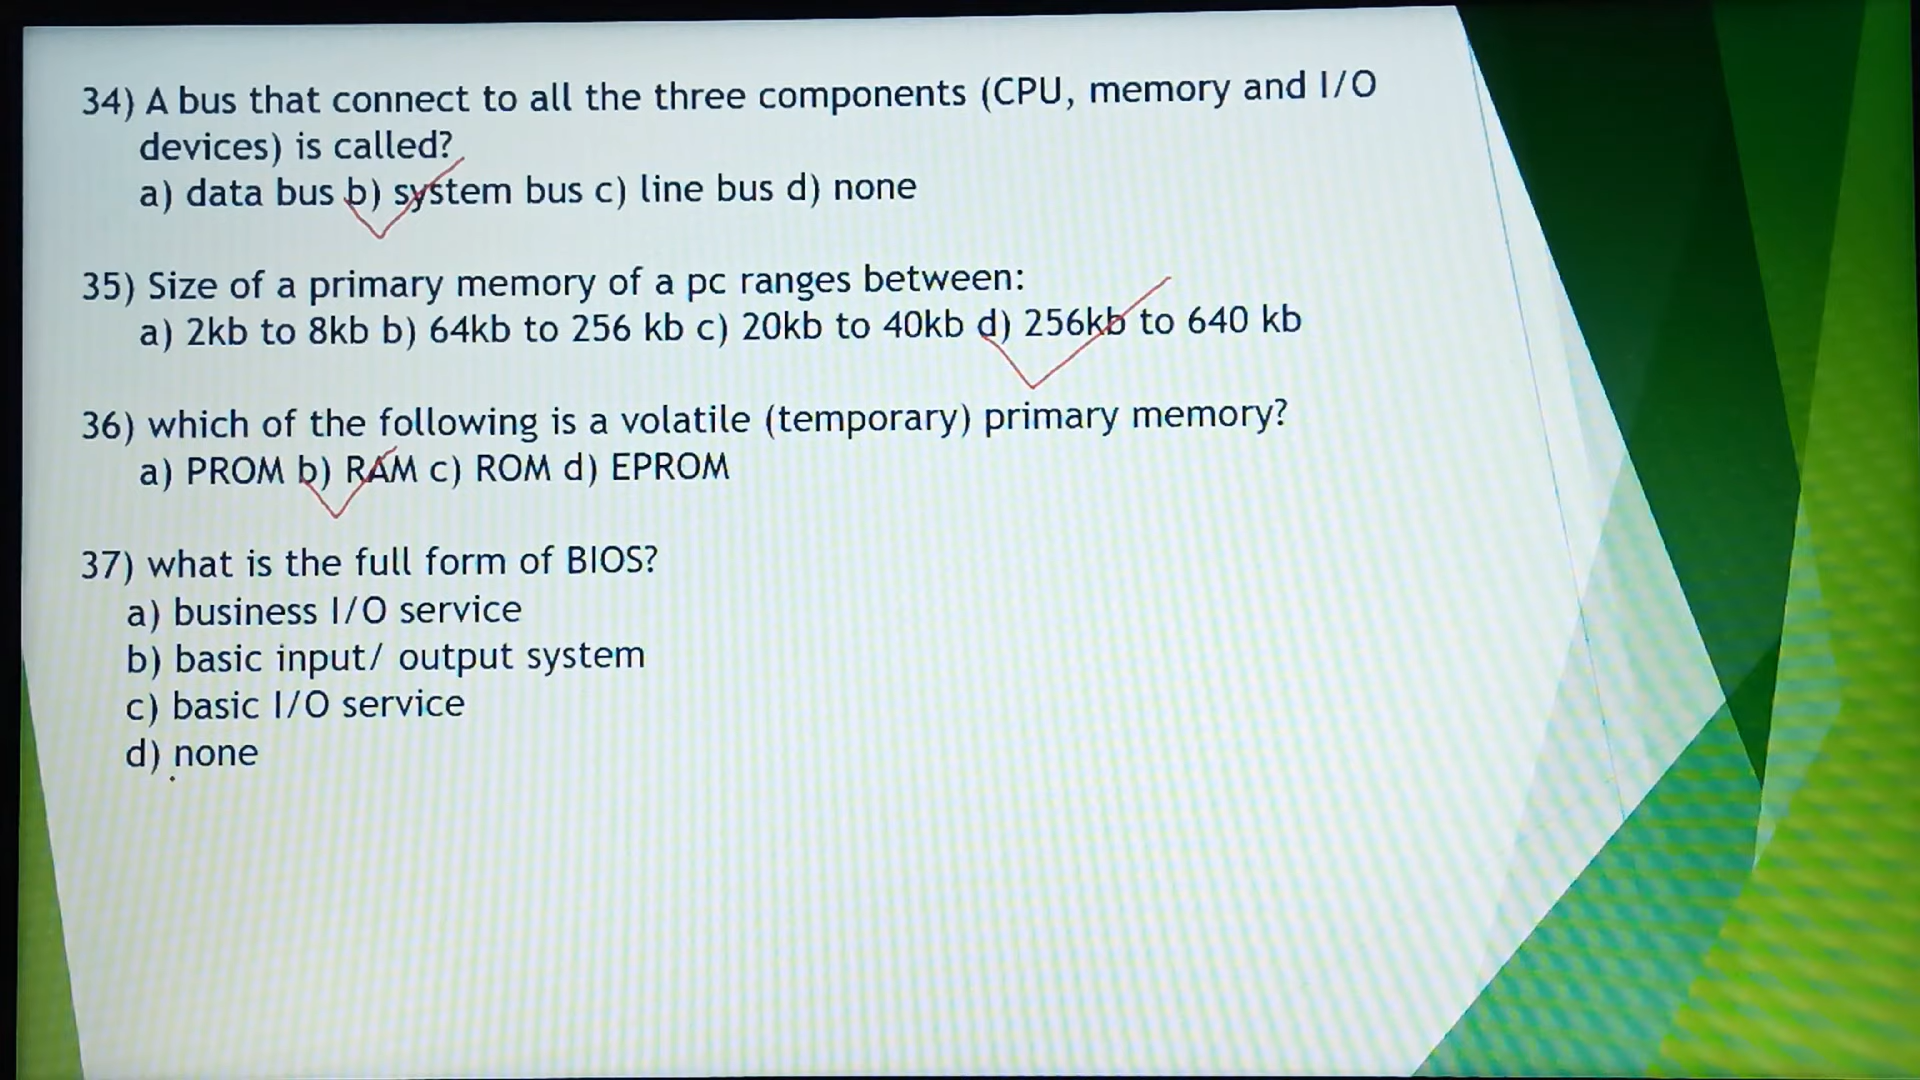 34) A bus that connect to all the three components (CPU, memory and I/O
devices) is called?
a) data bus b) system bus c) line bus d) none
35) Size of a primary memory of a pc ranges between:
a) 2kb to 8kb b) 64kb to 256 kb c) 20kb to 40kb d) 256kb to 640 kb
36) which of the following is a volatile (temporary) primary memory?
a) PROM b) RAM c) ROM d) EPROM
37) what is the full form of BIOS?
a) business I/O service
b) basic input/ output system
c) basic I/O service
d) none